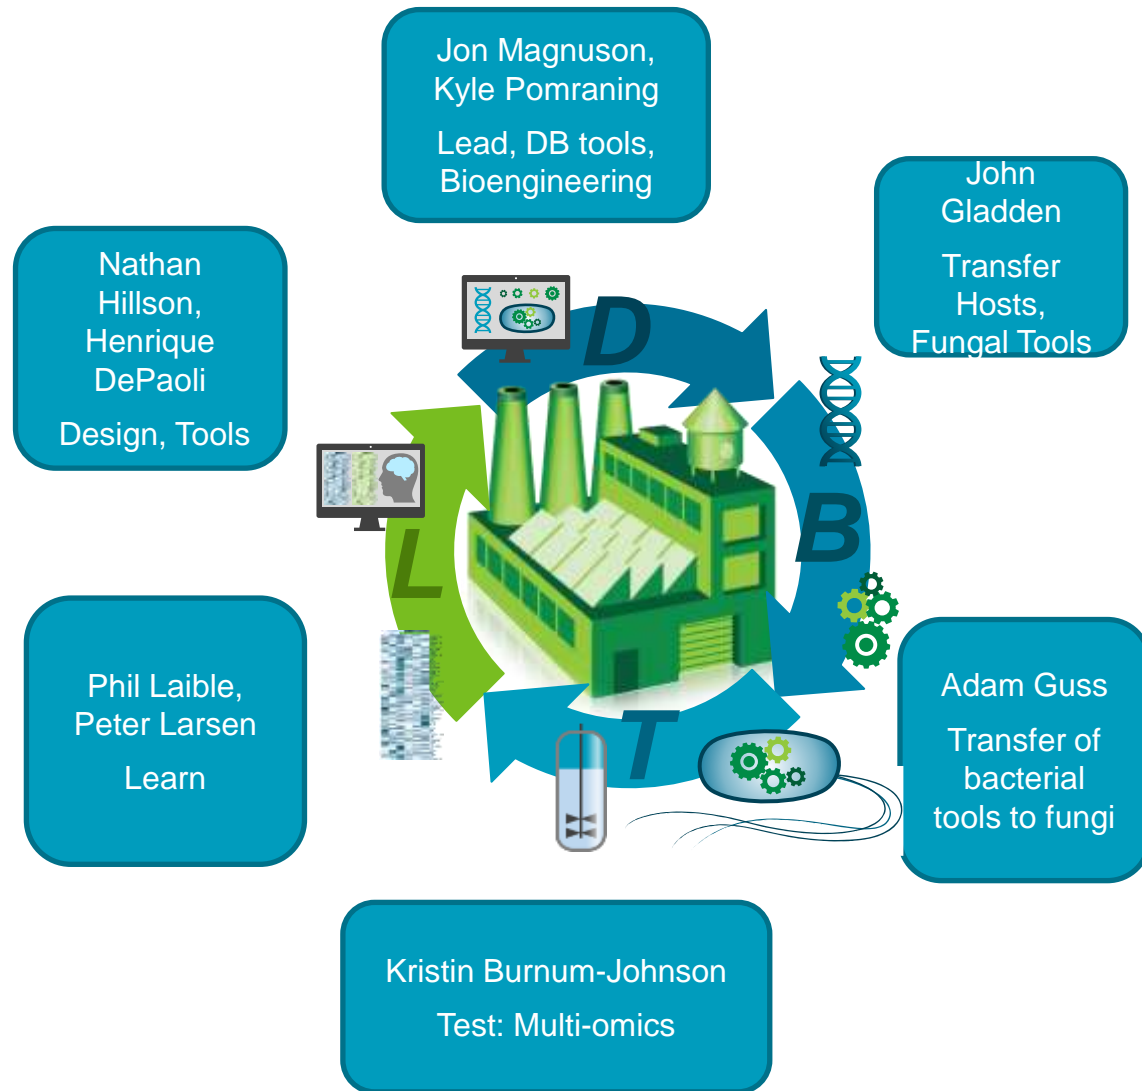 Jon Magnuson,
Kyle Pomraning
Lead, DB tools,
Bioengineering
John
Gladden
Transfer
Hosts,
Fungal Tools
Nathan
Hillson,
Henrique
DePaoli
Design, Tools
D
B
L
T
Phil Laible,
Peter Larsen
Learn
Adam Guss
Transfer of
bacterial
tools to fungi
Kristin Burnum-Johnson
Test: Multi-omics